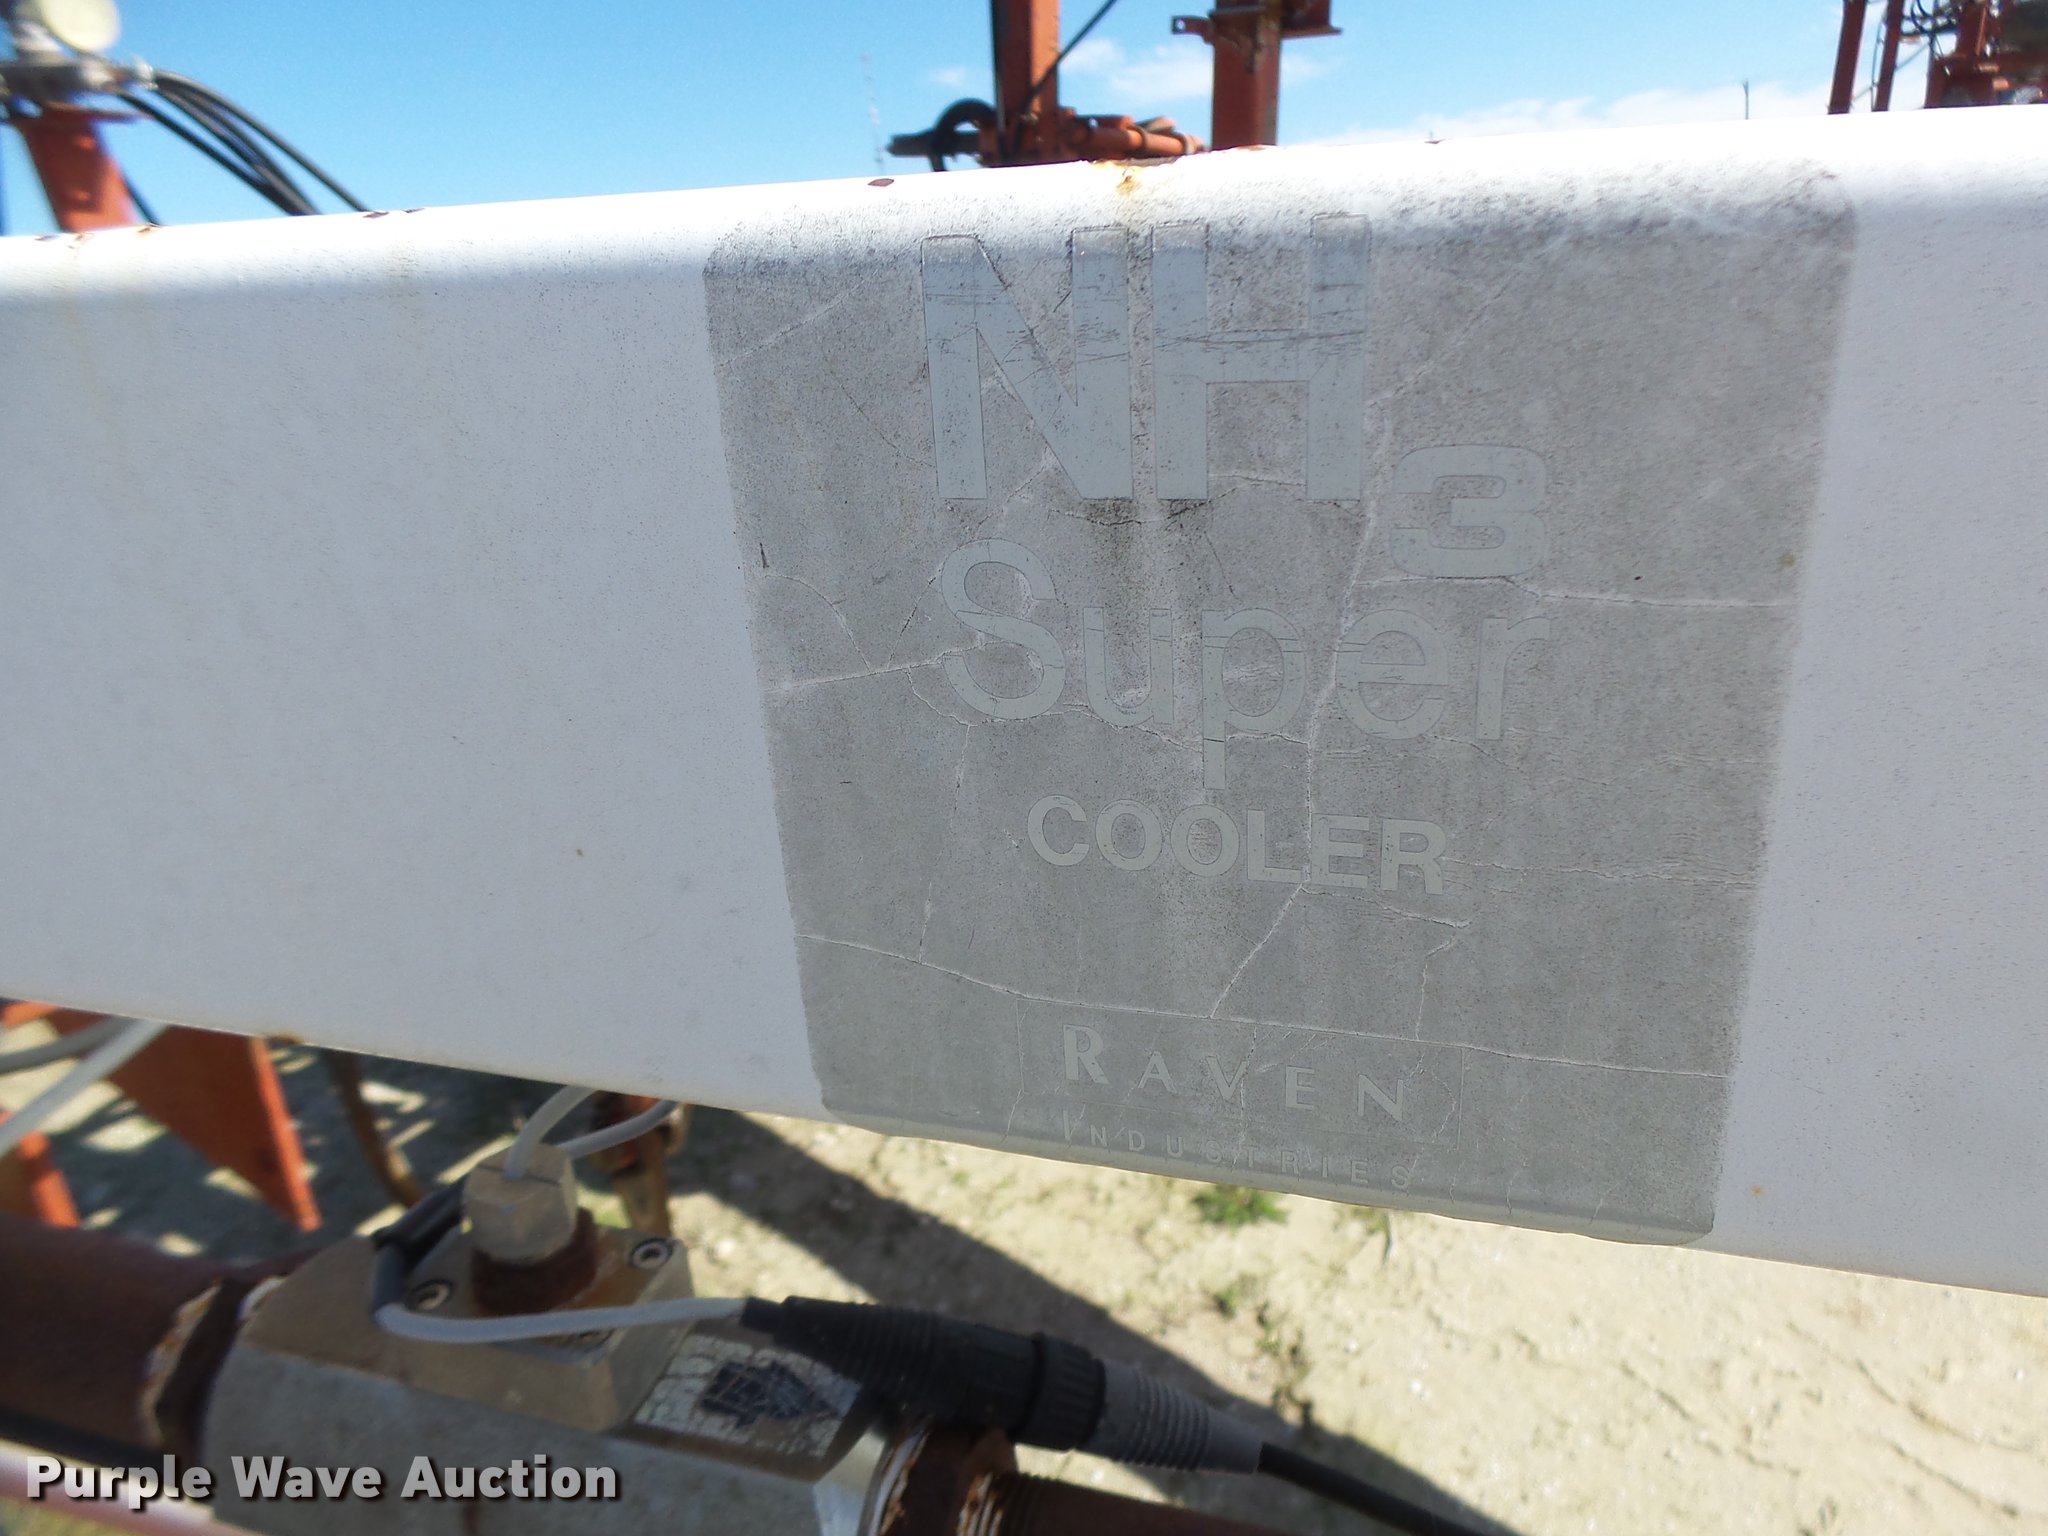 NH3
Super
COOLER
RAVEN
INDUSTRIES
Purple Wave Auction